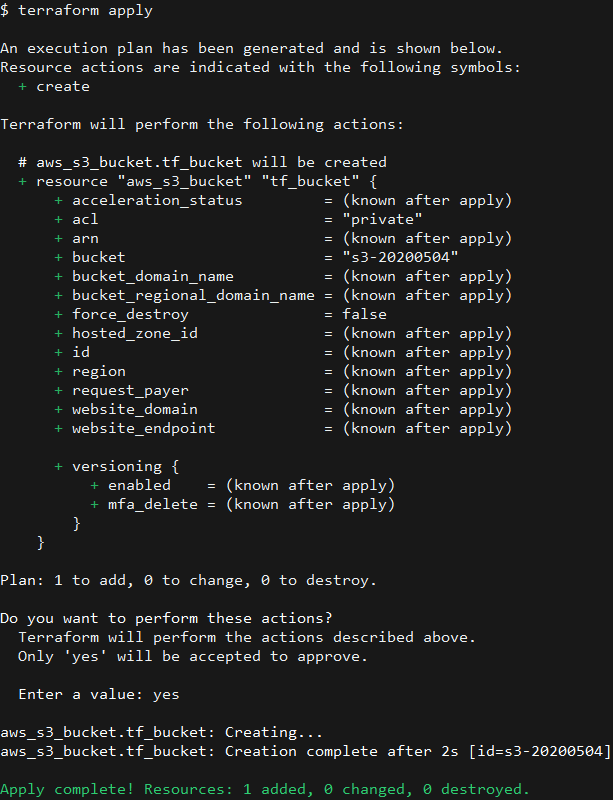 $ terraform apply
An execution plan has been generated and is shown below.
Resource actions are indicated with the following symbols:
  + create
Terraform will perform the following actions:
  # aws_s3_bucket.tf_bucket will be created
  + resource "aws_s3_bucket" "tf_bucket" {
      + acceleration_status         = (known after apply)
      + acl                         = "private"
      + arn                         = (known after apply)
      + bucket                      = "s3-20200504"
      + bucket_domain_name          = (known after apply)
      + bucket_regional_domain_name = (known after apply)
      + force_destroy               = false
      + hosted_zone_id              = (known after apply)
      + id                          = (known after apply)
      + region                      = (known after apply)
      + request_payer               = (known after apply)
      + website_domain              = (known after apply)
      + website_endpoint            = (known after apply)
      + versioning {
          + enabled    = (known after apply)
          + mfa_delete = (known after apply)
        }
    }
Plan: 1 to add, 0 to change, 0 to destroy.
Do you want to perform these actions?
  Terraform will perform the actions described above.
  Only 'yes' will be accepted to approve.
  Enter a value: yes
aws_s3_bucket.tf_bucket: Creating...
aws_s3_bucket.tf_bucket: Creation complete after 2s [id=s3-20200504]
Apply complete! Resources: 1 added, 0 changed, 0 destroyed.